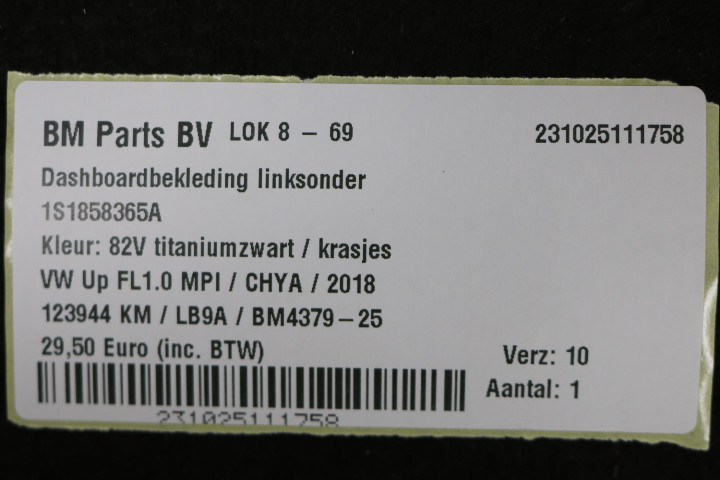 BM Parts BV LOK 8 - 69 231025111758
Dashboardbekleding linksonder
1S1858365A
Kleur: 82V titaniumzwart / krasjes
VW Up FL1.0 MPI / CHYA / 2018
123944 KM / LB9A / BM4379-25
29,50 Euro (inc. BTW) Verz: 10
Aantal: 1
231025111758